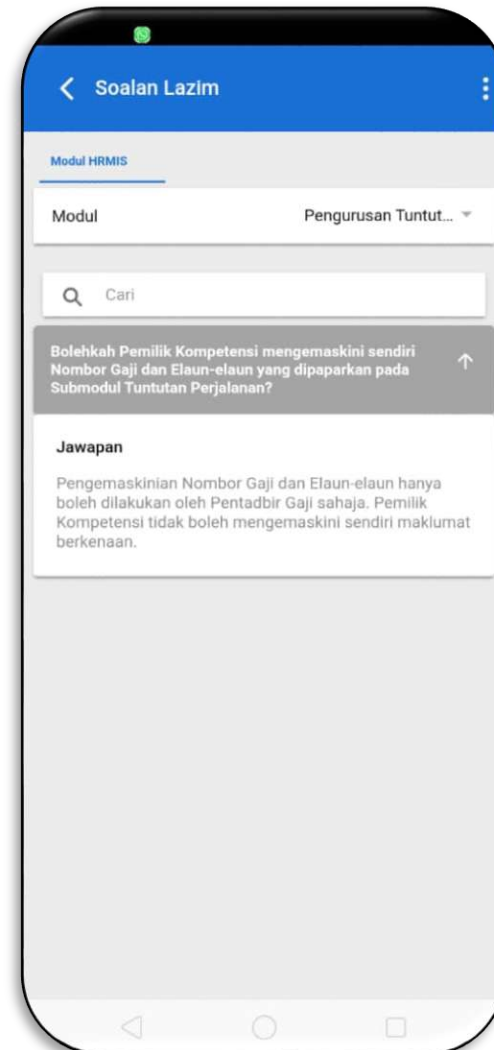 Soalan Lazim
Modul HRMIS
Modul Pengurusan Tuntut...
Cari
Bolehkah Pemilik Kompetensi mengemaskini sendiri
Nombor Gaji dan Elaun-elaun yang dipaparkan pada
Submodul Tuntutan Perjalanan?
Jawapan
Pengemaskinian Nombor Gaji dan Elaun-elaun hanya
boleh dilakukan oleh Pentadbir Gaji sahaja. Pemilik
Kompetensi tidak boleh mengemaskini sendiri maklumat
berkenaan.